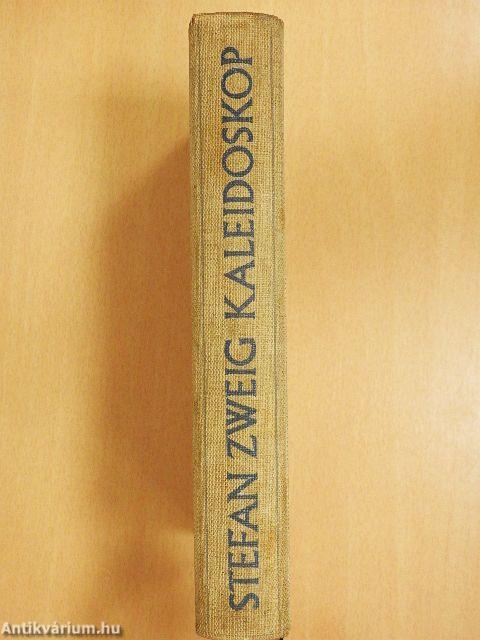 STEFAN ZWEIG KALEIDOSKOP
Antikvárium.hu